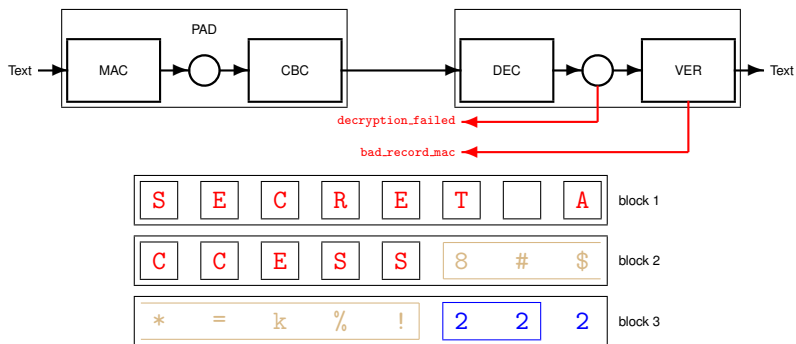 PAD
Text MAC CBC DEC VER Text
decryption_failed
bad_record_mac
S E C R E T A block 1
C C E S S 8 # $ block 2
* = k % ! 2 2 2 block 3